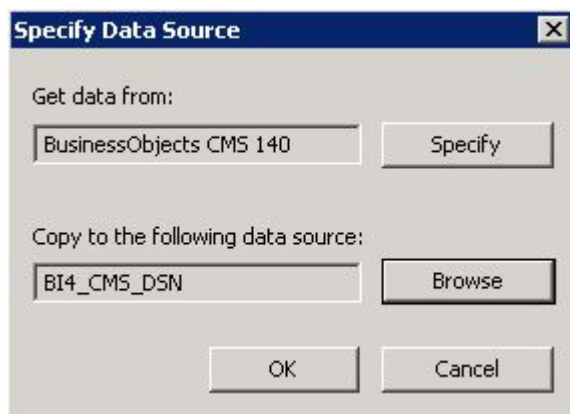 Specify Data Source
Get data from:
BusinessObjects CMS 140
Specify
Copy to the following data source:
BI4_CMS_DSN
Browse
OK
Cancel